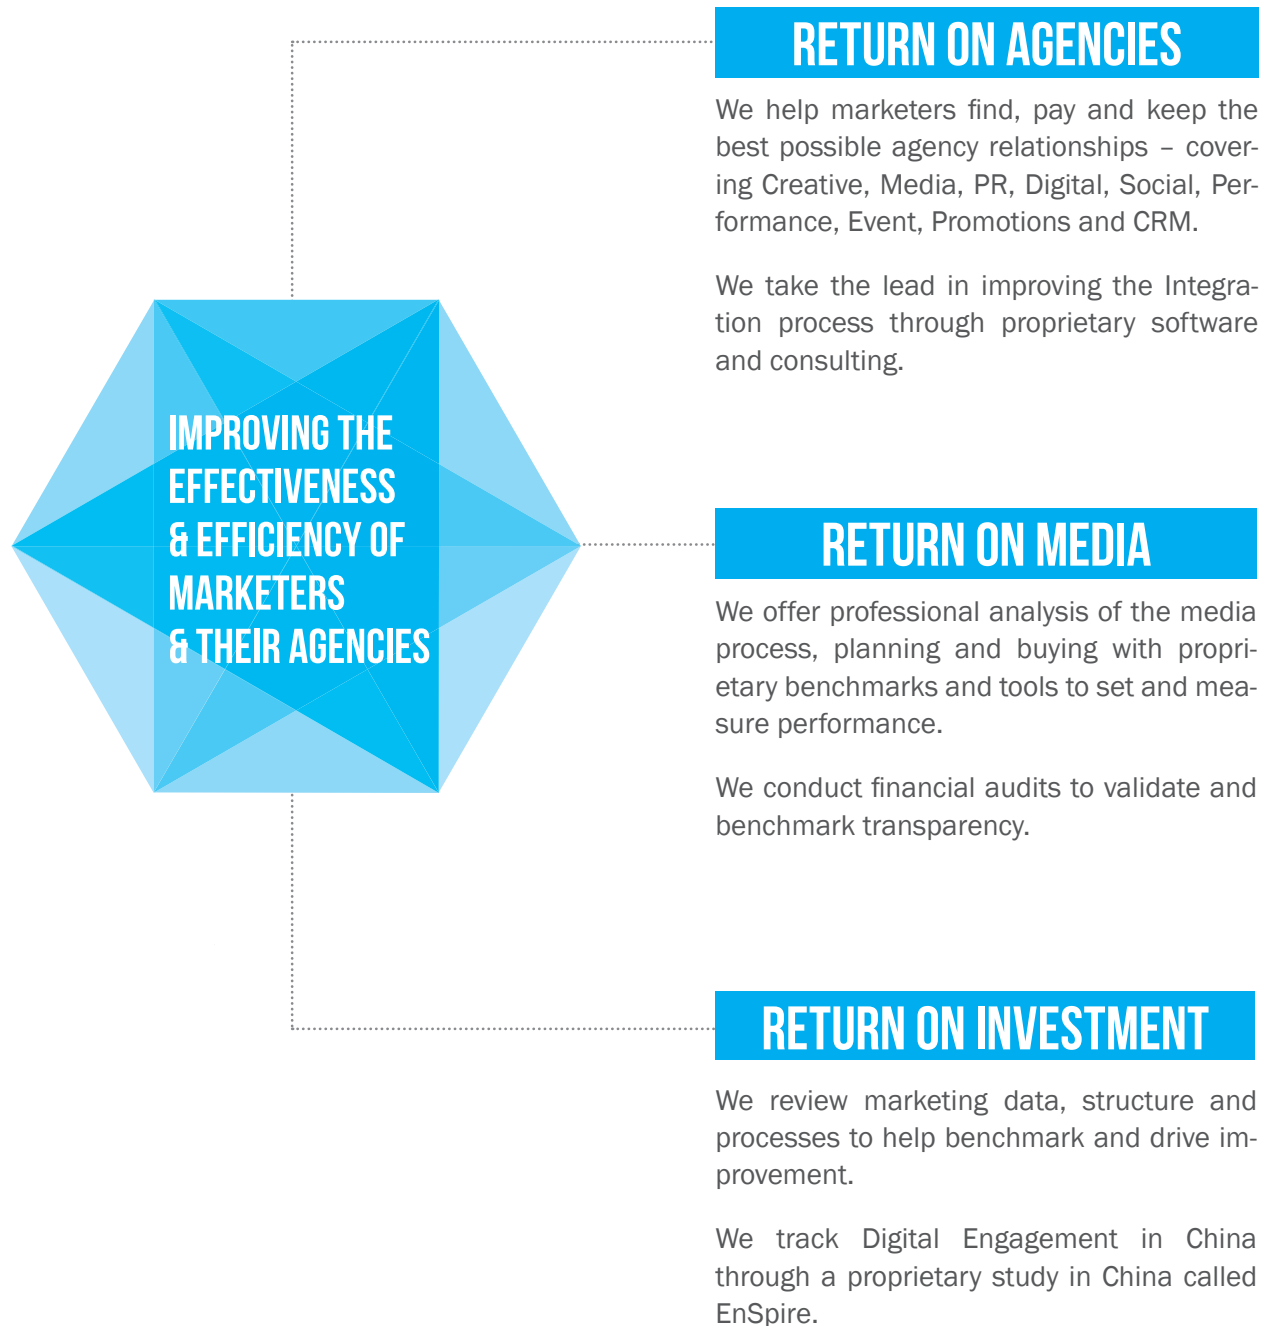 RETURN ON AGENCIES
We help marketers find, pay and keep the
best possible agency relationships – cover-
ing Creative, Media, PR, Digital, Social, Per-
formance, Event, Promotions and CRM.
We take the lead in improving the Integra-
tion process through proprietary software
and consulting.
IMPROVING THE
EFFECTIVENESS
& EFFICIENCY OF
MARKETERS
& THEIR AGENCIES
RETURN ON MEDIA
We offer professional analysis of the media
process, planning and buying with propri-
etary benchmarks and tools to set and mea-
sure performance.
We conduct financial audits to validate and
benchmark transparency.
RETURN ON INVESTMENT
We review marketing data, structure and
processes to help benchmark and drive im-
provement.
We track Digital Engagement in China
through a proprietary study in China called
EnSpire.